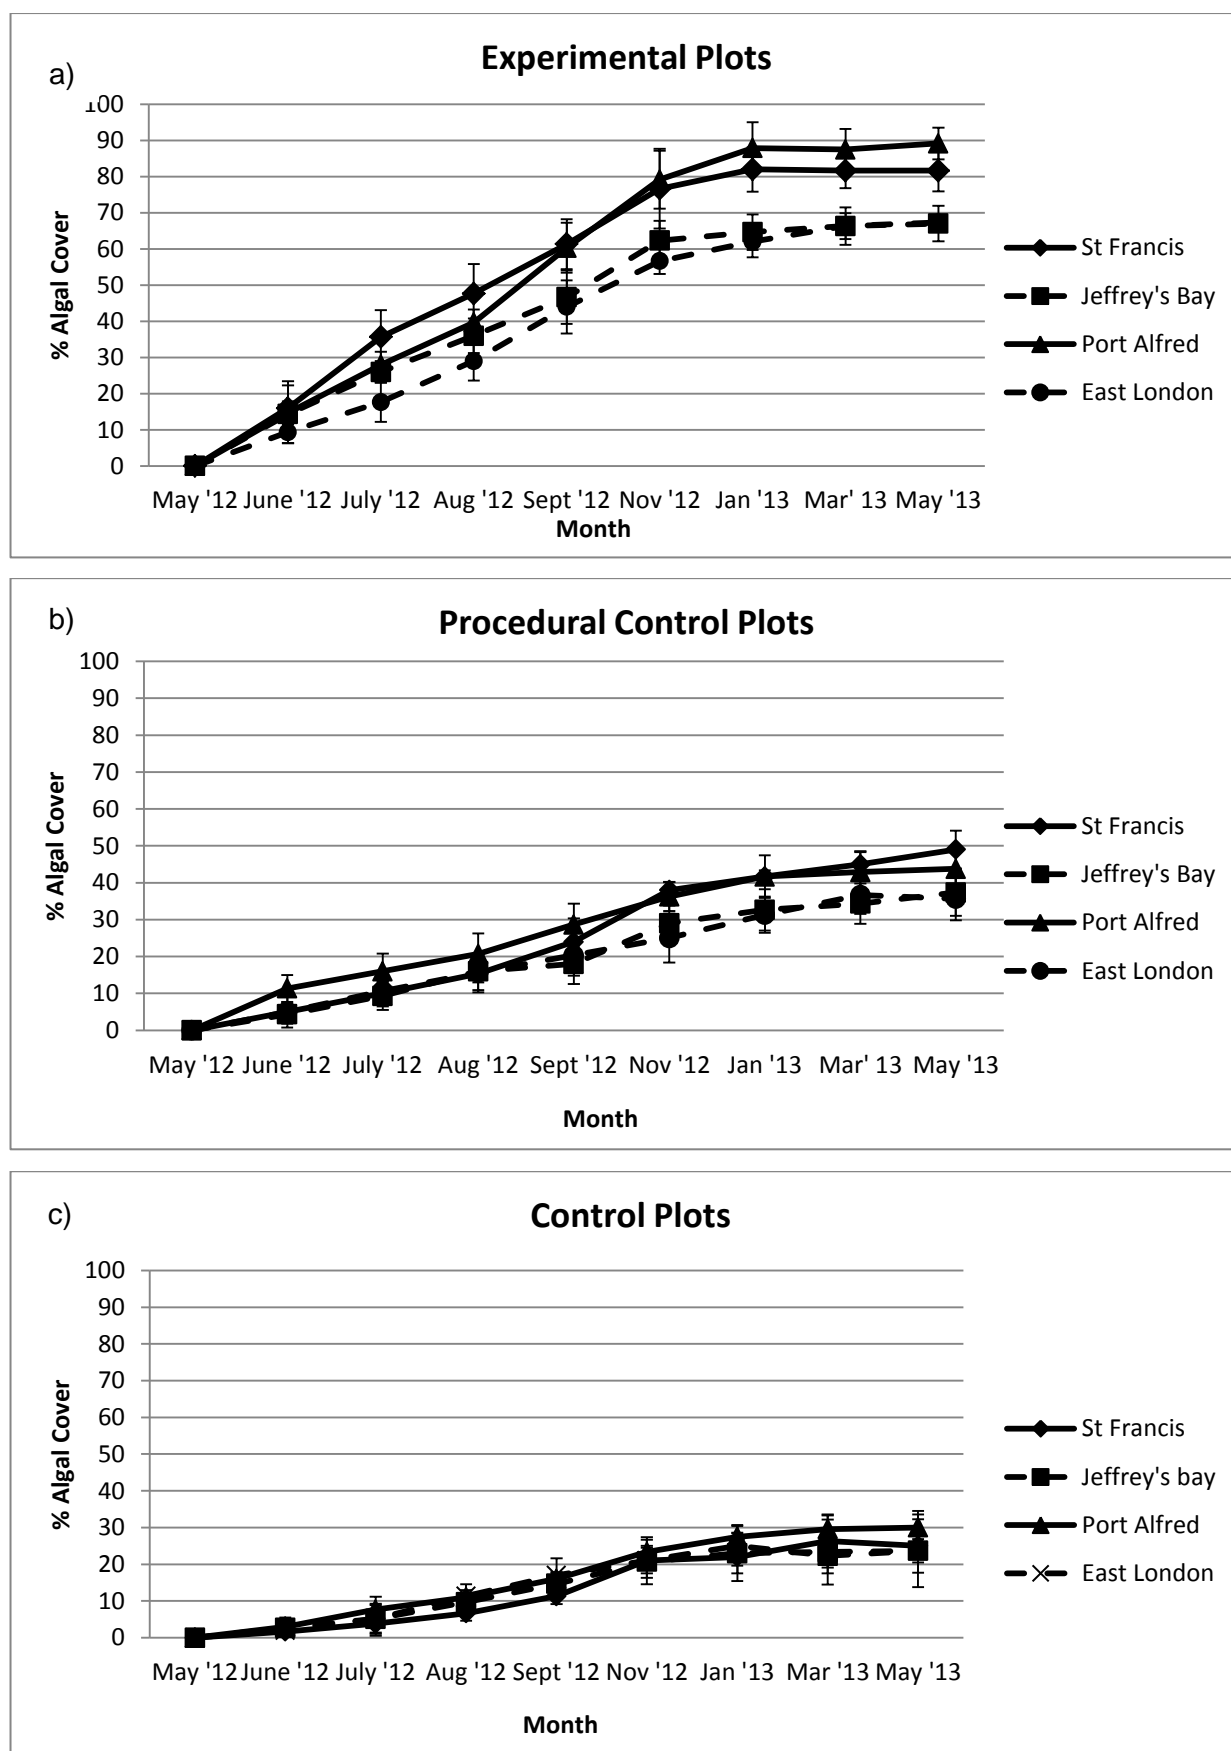 a)
Experimental Plots
100
90
80
70
60
50
40
30
20
10
0
% Algal Cover
May '12 June '12 July '12 Aug '12 Sept '12 Nov '12 Jan '13 Mar' 13 May '13
Month
St Francis
Jeffrey's Bay
Port Alfred
East London
b)
Procedural Control Plots
100
90
80
70
60
50
40
30
20
10
0
% Algal Cover
May '12 June '12 July '12 Aug '12 Sept '12 Nov '12 Jan '13 Mar' 13 May '13
Month
St Francis
Jeffrey's Bay
Port Alfred
East London
c)
Control Plots
100
90
80
70
60
50
40
30
20
10
0
% Algal Cover
May '12 June '12 July '12 Aug '12 Sept '12 Nov '12 Jan '13 Mar '13 May '13
Month
St Francis
Jeffrey's bay
Port Alfred
East London